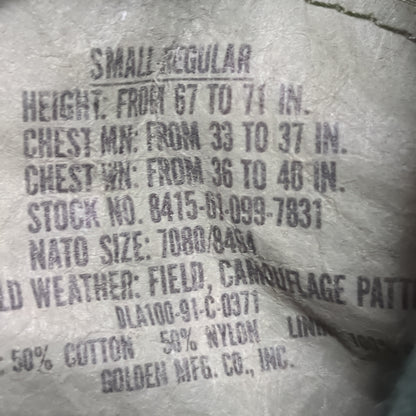 SMALL REGULAR
HEIGHT: FROM 67 TO 71 IN.
CHEST MN: FROM 33 TO 37 IN.
CHEST WN: FROM 36 TO 40 IN.
STOCK NO. 8415-01-099-7831
NATO SIZE: 7080/8494
LD WEATHER: FIELD, CAMOUFLAGE PATT
DLA100-91-C-0371
: 50% COTTON 50% NYLON LINING 100
GOLDEN MFG. CO., INC.